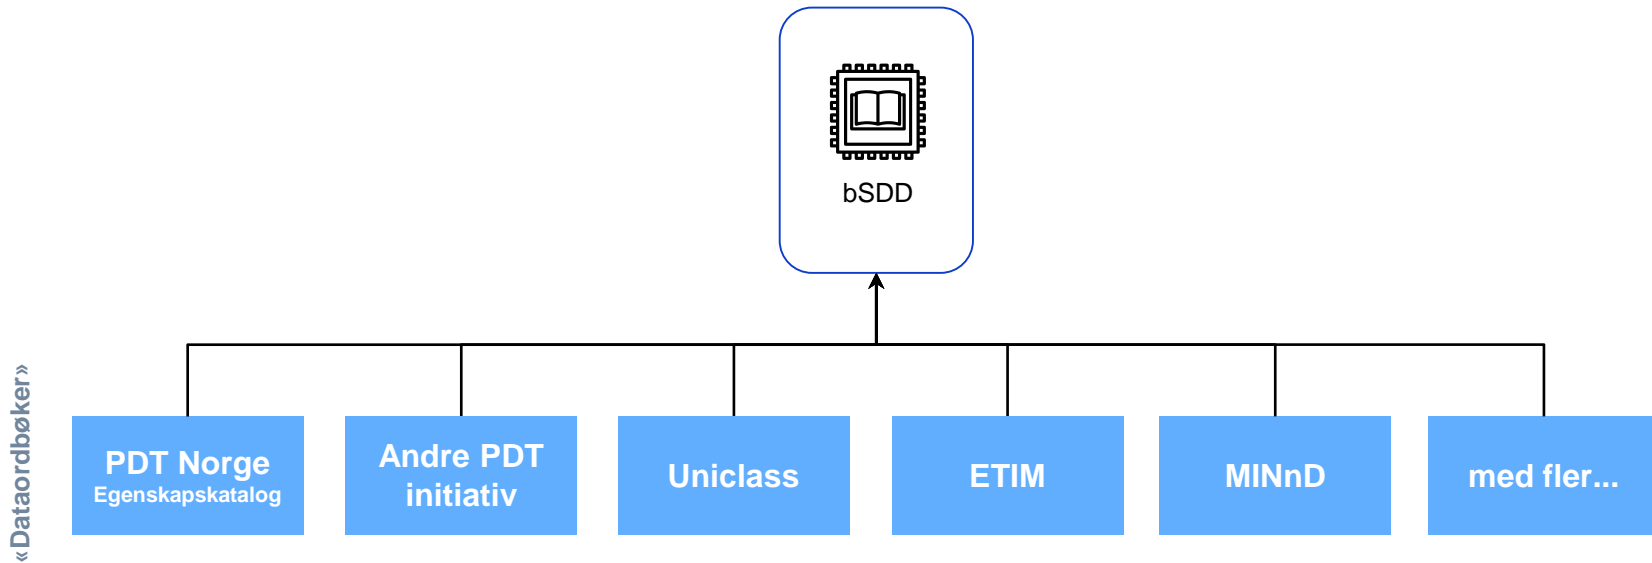 bSDD
«Dataordbøker»
PDT Norge
Egenskapskatalog
Andre PDT
initiativ
Uniclass
ETIM
MINnD
med fler...